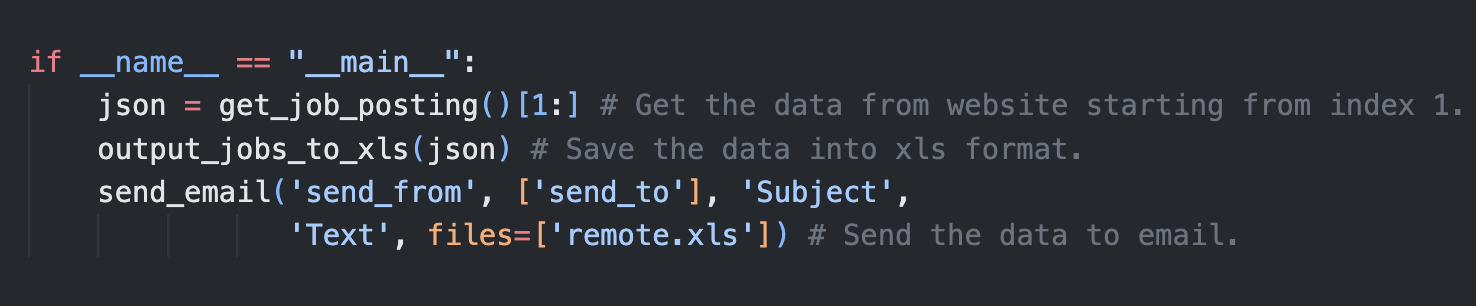 if __name__ == "__main__":
    json = get_job_posting()[1:] # Get the data from website starting from index 1.
    output_jobs_to_xls(json) # Save the data into xls format.
    send_email('send_from', ['send_to'], 'Subject',
               'Text', files=['remote.xls']) # Send the data to email.